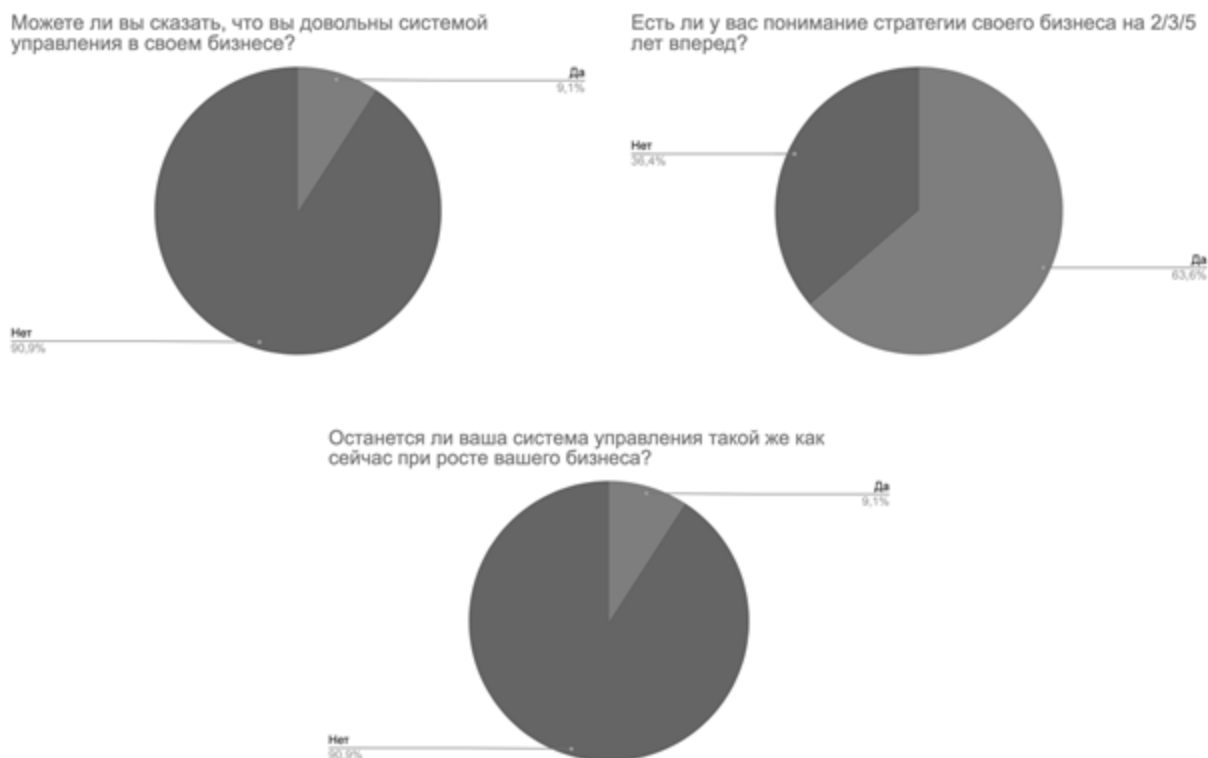 Можете ли вы сказать, что вы довольны системой
управления в своем бизнесе?
Да
9,1%
Нет
90,9%
Есть ли у вас понимание стратегии своего бизнеса на 2/3/5
лет вперед?
Нет
36,4%
Да
63,6%
Останется ли ваша система управления такой же как
сейчас при росте вашего бизнеса?
Да
9,1%
Нет
90,9%